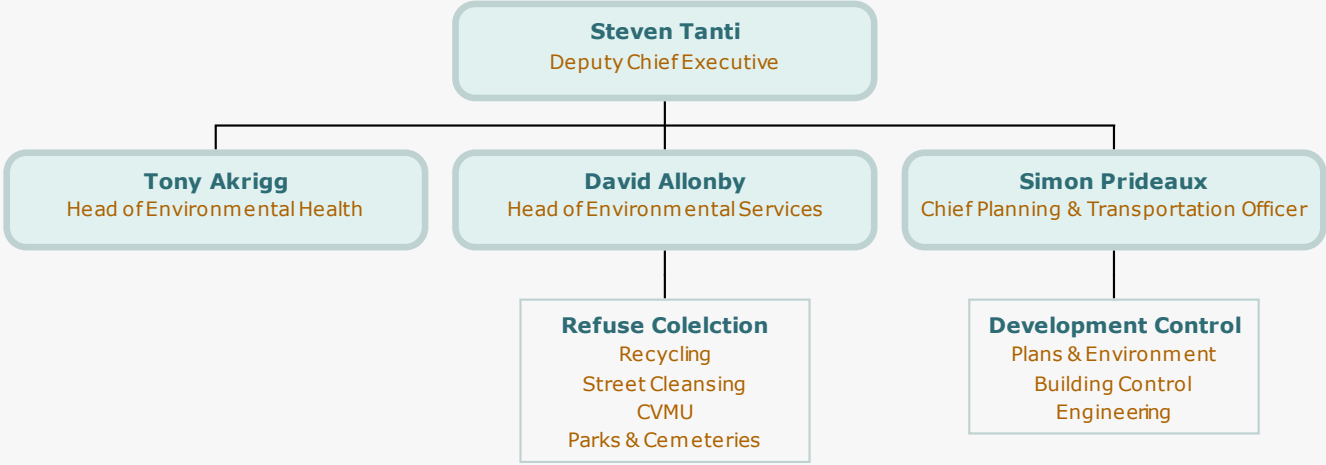 Steven Tanti
Deputy Chief Executive
Tony Akrigg
Head of Environmental Health
David Allonby
Head of Environmental Services
Simon Prideaux
Chief Planning & Transportation Officer
Refuse Colelction
Recycling
Street Cleansing
CVMU
Parks & Cemeteries
Development Control
Plans & Environment
Building Control
Engineering